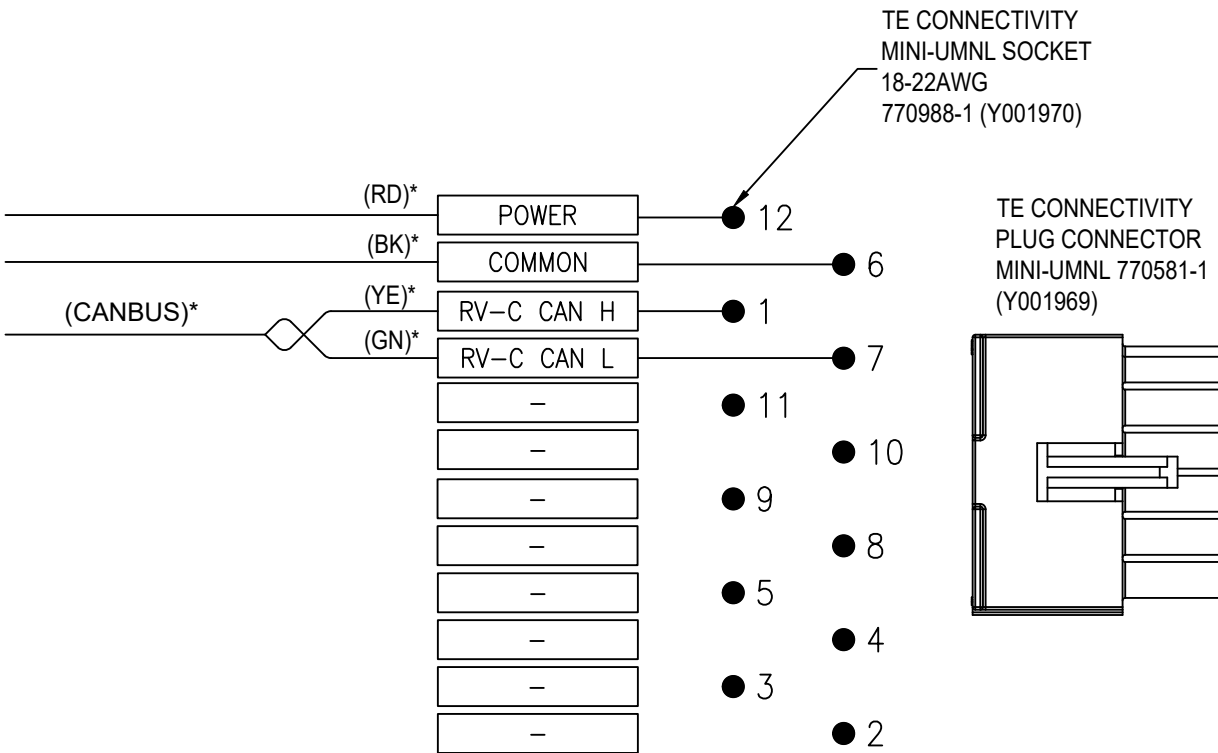 TE CONNECTIVITY
MINI-UMNL SOCKET
18-22AWG
770988-1 (Y001970)
(RD)* POWER 12
(BK)* COMMON 6
(CANBUS)* (YE)* RV-C CAN H 1
(GN)* RV-C CAN L 7
- 11
- 10
- 9
- 8
- 5
- 4
- 3
- 2
TE CONNECTIVITY
PLUG CONNECTOR
MINI-UMNL 770581-1
(Y001969)